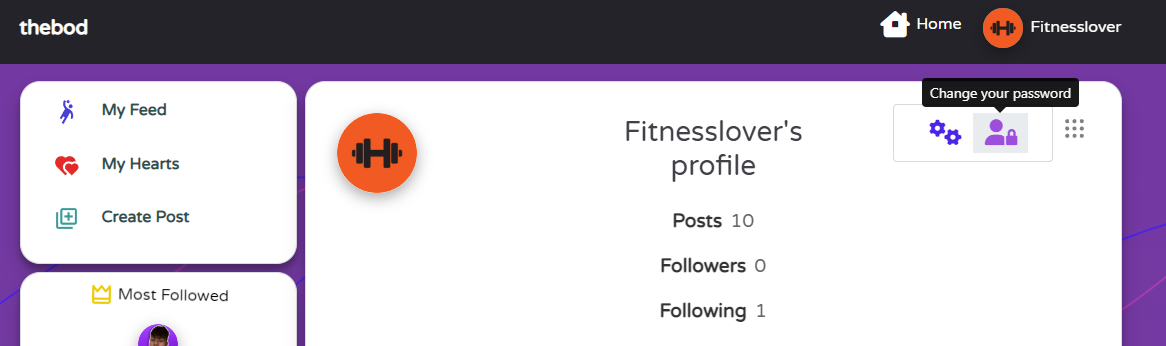 thebod
Home
Fitnesslover
My Feed
My Hearts
Create Post
Most Followed
Change your password
Fitnesslover's
profile
Posts 10
Followers 0
Following 1